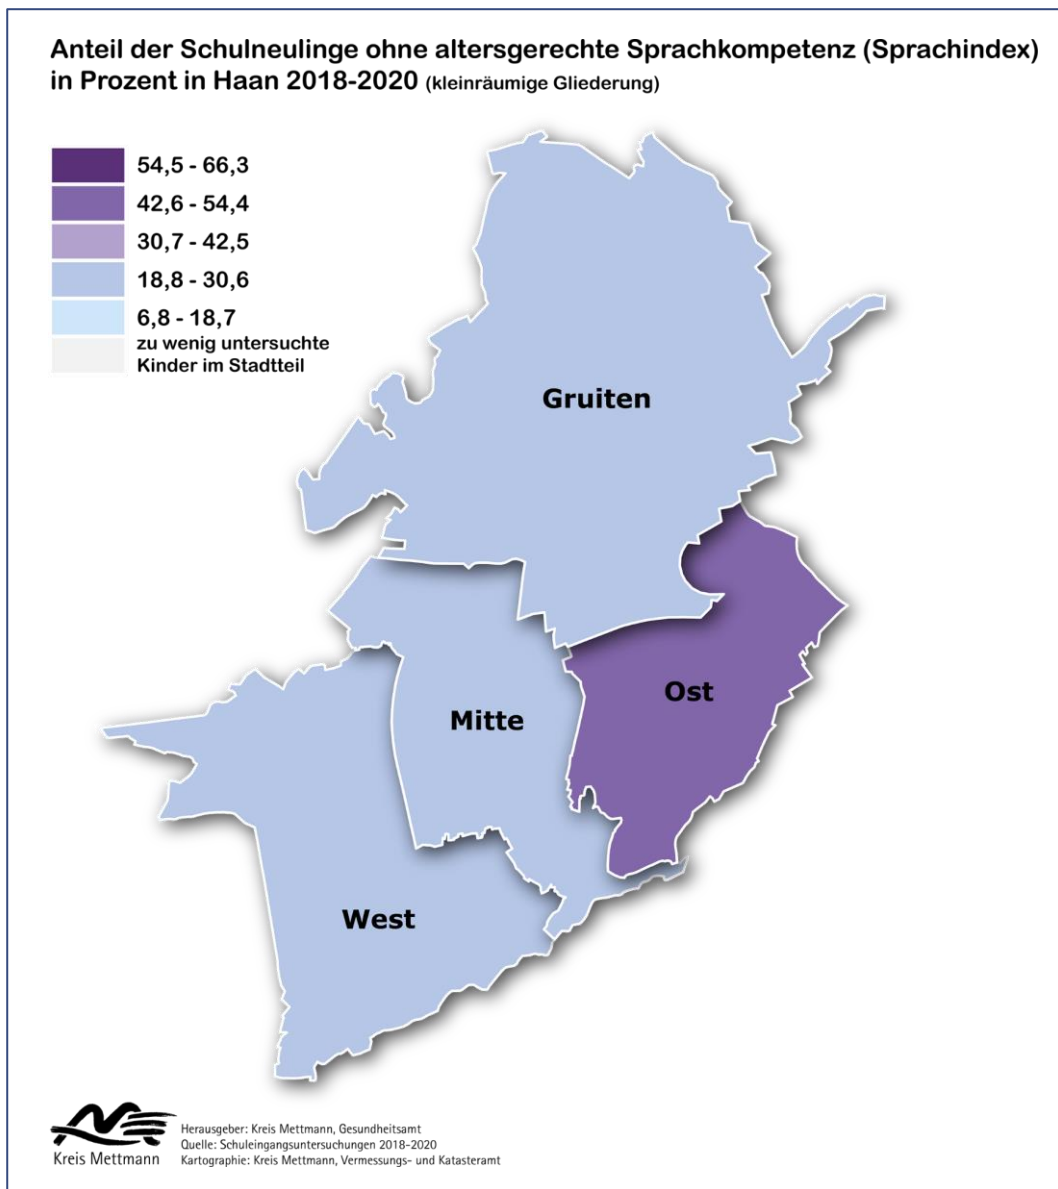 Anteil der Schulneulinge ohne altersgerechte Sprachkompetenz (Sprachindex)
in Prozent in Haan 2018-2020 (kleinräumige Gliederung)
54,5 - 66,3
42,6 - 54,4
30,7 - 42,5
18,8 - 30,6
6,8 - 18,7
zu wenig untersuchte
Kinder im Stadtteil
Gruiten
Ost
Mitte
West
Kreis Mettmann
Herausgeber: Kreis Mettmann, Gesundheitsamt
Quelle: Schuleingangsuntersuchungen 2018-2020
Kartographie: Kreis Mettmann, Vermessungs- und Katasteramt